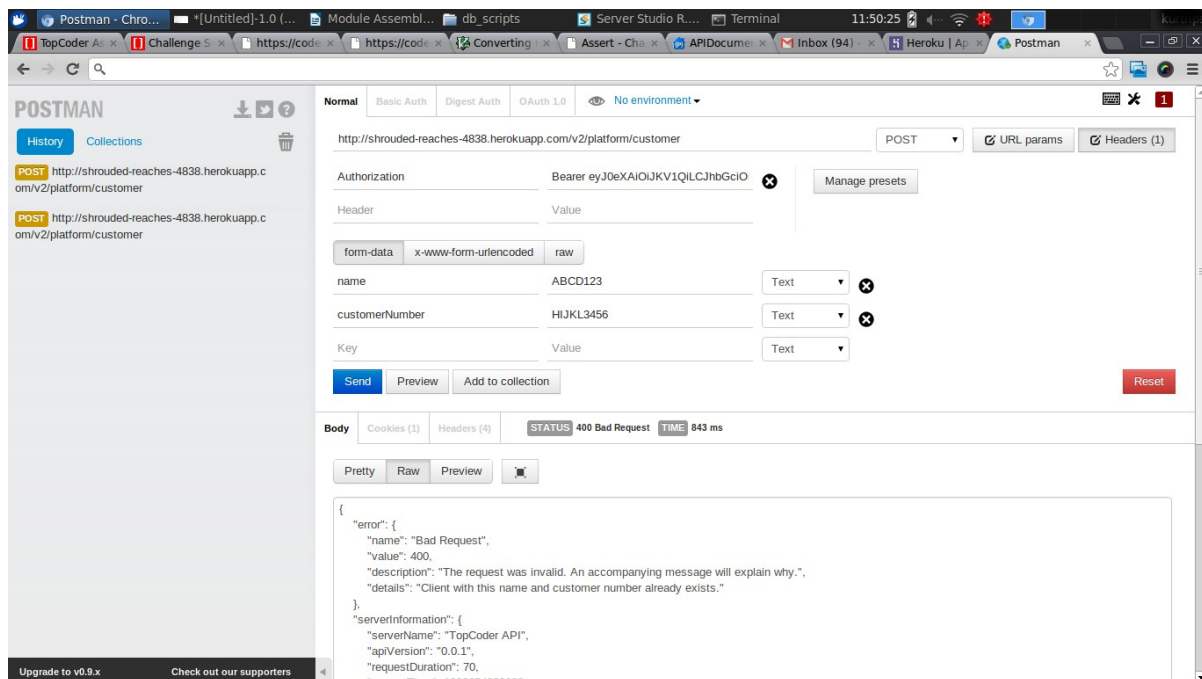 Postman - Chro... *[Untitled]-1.0 (... Module Assembl... db_scripts Server Studio R.... Terminal 11:50:25
TopCoder As Challenge S https://code https://code Converting Assert - Cha APIDocumen Inbox (94) - Heroku | Ap Postman
POSTMAN
History Collections
POST http://shrouded-reaches-4838.herokuapp.c
om/v2/platform/customer
POST http://shrouded-reaches-4838.herokuapp.c
om/v2/platform/customer
Upgrade to v0.9.x Check out our supporters
Normal Basic Auth Digest Auth OAuth 1.0 No environment 1
http://shrouded-reaches-4838.herokuapp.com/v2/platform/customer POST URL params Headers (1)
Authorization Bearer eyJ0eXAiOiJKV1QiLCJhbGciO Manage presets
Header Value
form-data x-www-form-urlencoded raw
name ABCD123 Text
customerNumber HIJKL3456 Text
Key Value Text
Send Preview Add to collection Reset
Body Cookies (1) Headers (4) STATUS 400 Bad Request TIME 843 ms
Pretty Raw Preview
{
"error": {
"name": "Bad Request",
"value": 400,
"description": "The request was invalid. An accompanying message will explain why.",
"details": "Client with this name and customer number already exists."
},
"serverInformation": {
"serverName": "TopCoder API",
"apiVersion": "0.0.1",
"requestDuration": 70,